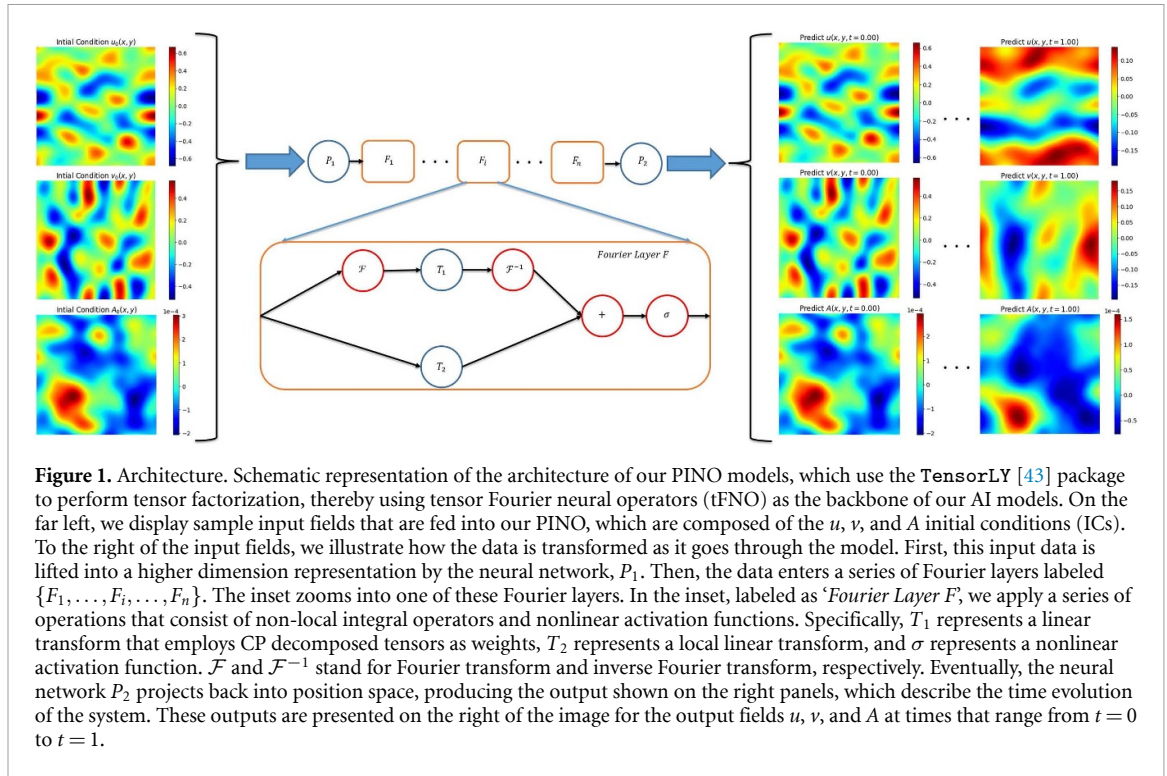 Intial Condition u₀(x, y)
0.6
0.4
0.2
0.0
−0.2
−0.4
−0.6
Intial Condition v₀(x, y)
0.4
0.2
0.0
−0.2
−0.4
Intial Condition A₀(x, y)
1e−4
3
2
1
0
−1
−2
P₁
F₁
· · ·
Fᵢ
· · ·
Fₙ
P₂
Fourier Layer F
ℱ
T₁
ℱ⁻¹
+
σ
T₂
Predict u(x, y, t = 0.00)
0.6
0.4
0.2
0.0
−0.2
−0.4
−0.6
· · ·
Predict u(x, y, t = 1.00)
0.10
0.05
0.00
−0.05
−0.10
−0.15
Predict v(x, y, t = 0.00)
0.4
0.2
0.0
−0.2
−0.4
· · ·
Predict v(x, y, t = 1.00)
0.15
0.10
0.05
0.00
−0.05
−0.10
−0.15
Predict A(x, y, t = 0.00)
1e−4
2
1
0
−1
−2
· · ·
Predict A(x, y, t = 1.00)
1e−4
1.5
1.0
0.5
0.0
−0.5
Figure 1. Architecture. Schematic representation of the architecture of our PINO models, which use the TensorLY [43] package
to perform tensor factorization, thereby using tensor Fourier neural operators (tFNO) as the backbone of our AI models. On the
far left, we display sample input fields that are fed into our PINO, which are composed of the u, v, and A initial conditions (ICs).
To the right of the input fields, we illustrate how the data is transformed as it goes through the model. First, this input data is
lifted into a higher dimension representation by the neural network, P₁. Then, the data enters a series of Fourier layers labeled
{F₁, . . . , Fᵢ, . . . , Fₙ}. The inset zooms into one of these Fourier layers. In the inset, labeled as ‘Fourier Layer F’, we apply a series of
operations that consist of non-local integral operators and nonlinear activation functions. Specifically, T₁ represents a linear
transform that employs CP decomposed tensors as weights, T₂ represents a local linear transform, and σ represents a nonlinear
activation function. ℱ and ℱ⁻¹ stand for Fourier transform and inverse Fourier transform, respectively. Eventually, the neural
network P₂ projects back into position space, producing the output shown on the right panels, which describe the time evolution
of the system. These outputs are presented on the right of the image for the output fields u, v, and A at times that range from t = 0
to t = 1.